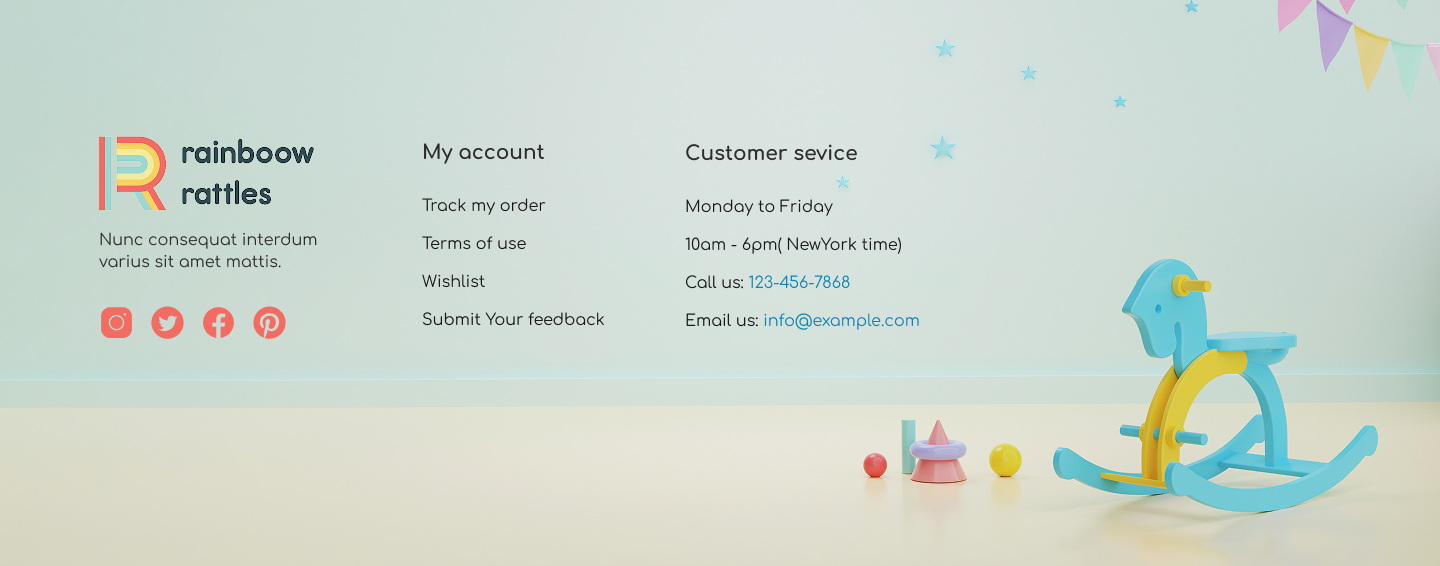 rainboow
rattles
Nunc consequat interdum
varius sit amet mattis.
My account
Track my order
Terms of use
Wishlist
Submit Your feedback
Customer sevice
Monday to Friday
10am - 6pm( NewYork time)
Call us: 123-456-7868
Email us: info@example.com